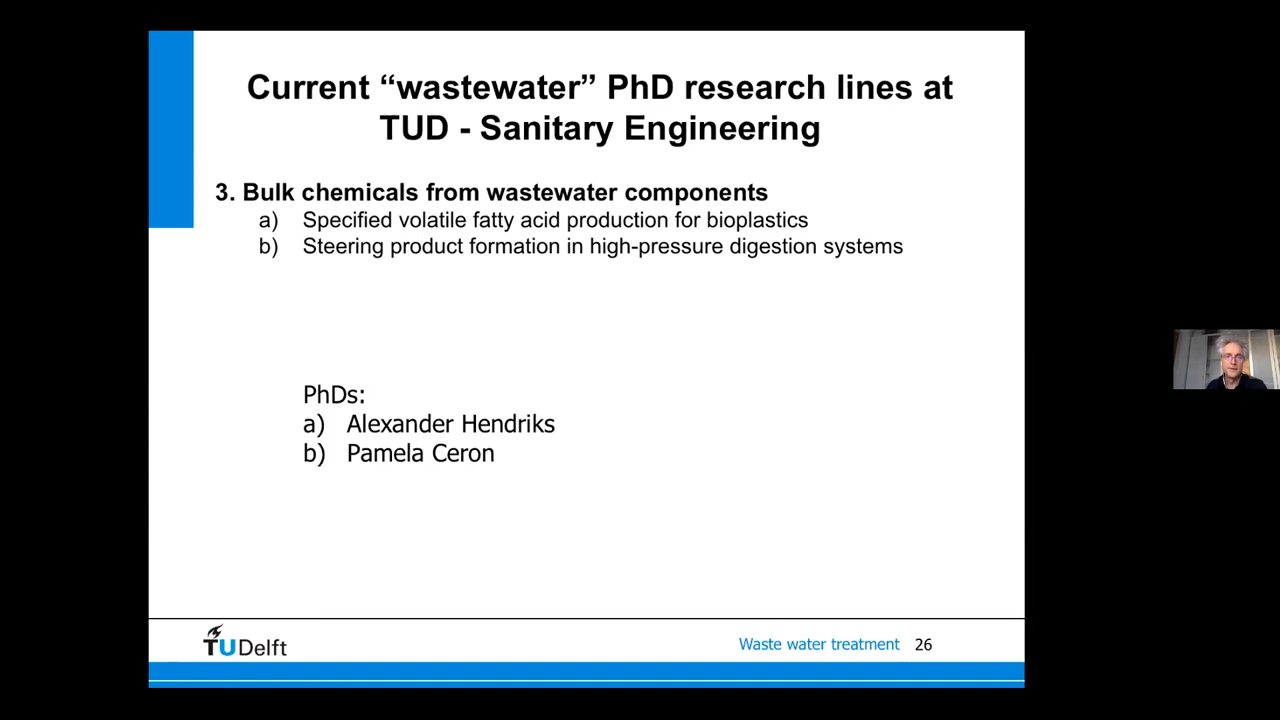 Current “wastewater” PhD research lines at
TUD - Sanitary Engineering
3. Bulk chemicals from wastewater components
a) Specified volatile fatty acid production for bioplastics
b) Steering product formation in high-pressure digestion systems
PhDs:
a) Alexander Hendriks
b) Pamela Ceron
TUDelft
Waste water treatment 26